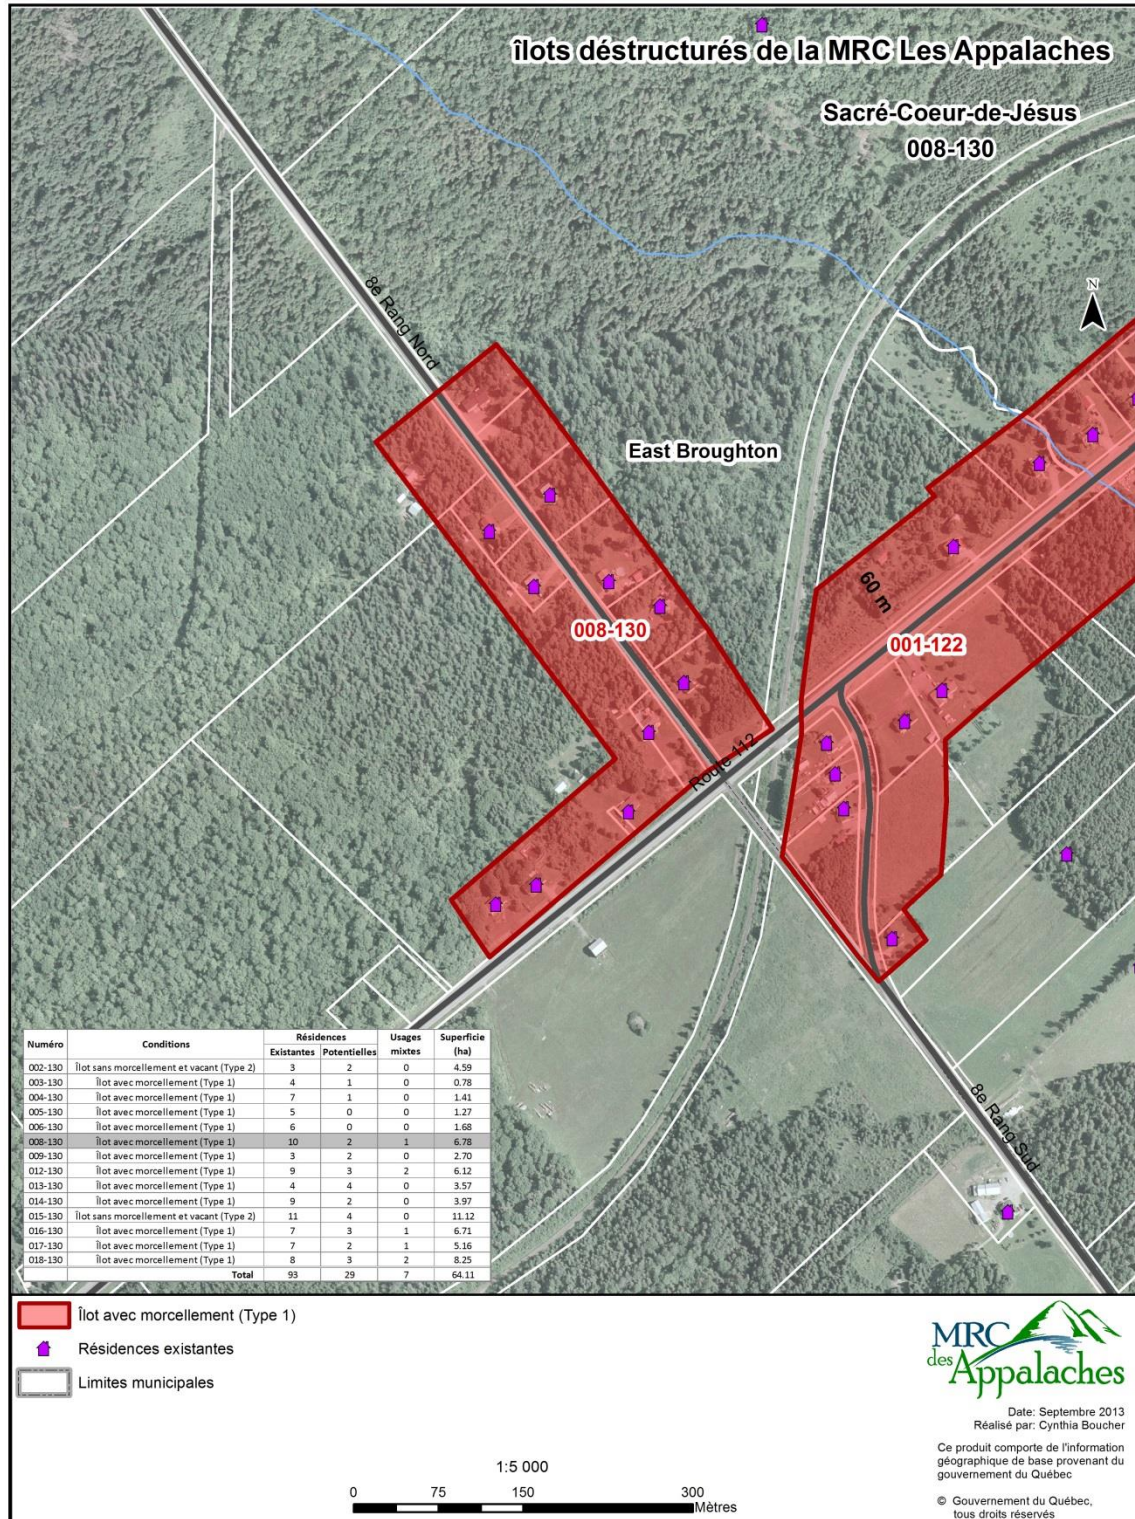 îlots déstructurés de la MRC Les Appalaches
Sacré-Coeur-de-Jésus
008-130
N
8e Rang Nord
East Broughton
60 m
008-130
001-122
Route 112
8e Rang Sud
Numéro Conditions Résidences Usages mixtes Superficie (ha)
Existantes Potentielles
002-130 Îlot sans morcellement et vacant (Type 2) 3 2 0 4.59
003-130 Îlot avec morcellement (Type 1) 4 1 0 0.78
004-130 Îlot avec morcellement (Type 1) 7 1 0 1.41
005-130 Îlot avec morcellement (Type 1) 5 0 0 1.27
006-130 Îlot avec morcellement (Type 1) 6 0 0 1.68
008-130 Îlot avec morcellement (Type 1) 10 2 1 6.78
009-130 Îlot avec morcellement (Type 1) 3 2 0 2.70
012-130 Îlot avec morcellement (Type 1) 9 3 2 6.12
013-130 Îlot avec morcellement (Type 1) 4 4 0 3.57
014-130 Îlot avec morcellement (Type 1) 9 2 0 3.97
015-130 Îlot sans morcellement et vacant (Type 2) 11 4 0 11.12
016-130 Îlot avec morcellement (Type 1) 7 3 1 6.71
017-130 Îlot avec morcellement (Type 1) 7 2 1 5.16
018-130 Îlot avec morcellement (Type 1) 8 3 2 8.25
Total 93 29 7 64.11
Îlot avec morcellement (Type 1)
Résidences existantes
Limites municipales
1:5 000
0 75 150 300
Mètres
MRC
des Appalaches
Date: Septembre 2013
Réalisé par: Cynthia Boucher
Ce produit comporte de l'information
géographique de base provenant du
gouvernement du Québec
© Gouvernement du Québec,
tous droits réservés